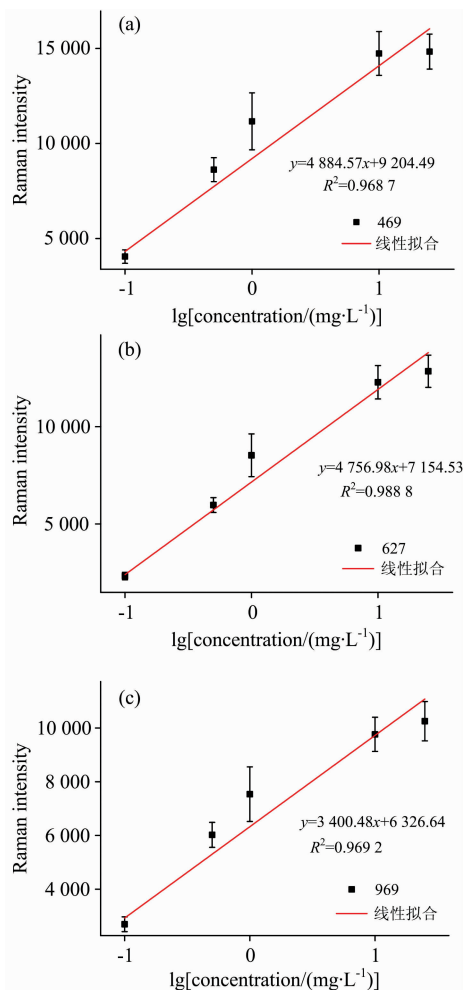 (a)
15 000
10 000
5 000
Raman intensity
y=4 884.57x+9 204.49
R²=0.968 7
469
线性拟合
-1 0 1
lg[concentration/(mg·L⁻¹)]
(b)
10 000
5 000
Raman intensity
y=4 756.98x+7 154.53
R²=0.988 8
627
线性拟合
-1 0 1
lg[concentration/(mg·L⁻¹)]
(c)
10 000
8 000
6 000
4 000
Raman intensity
y=3 400.48x+6 326.64
R²=0.969 2
969
线性拟合
-1 0 1
lg[concentration/(mg·L⁻¹)]